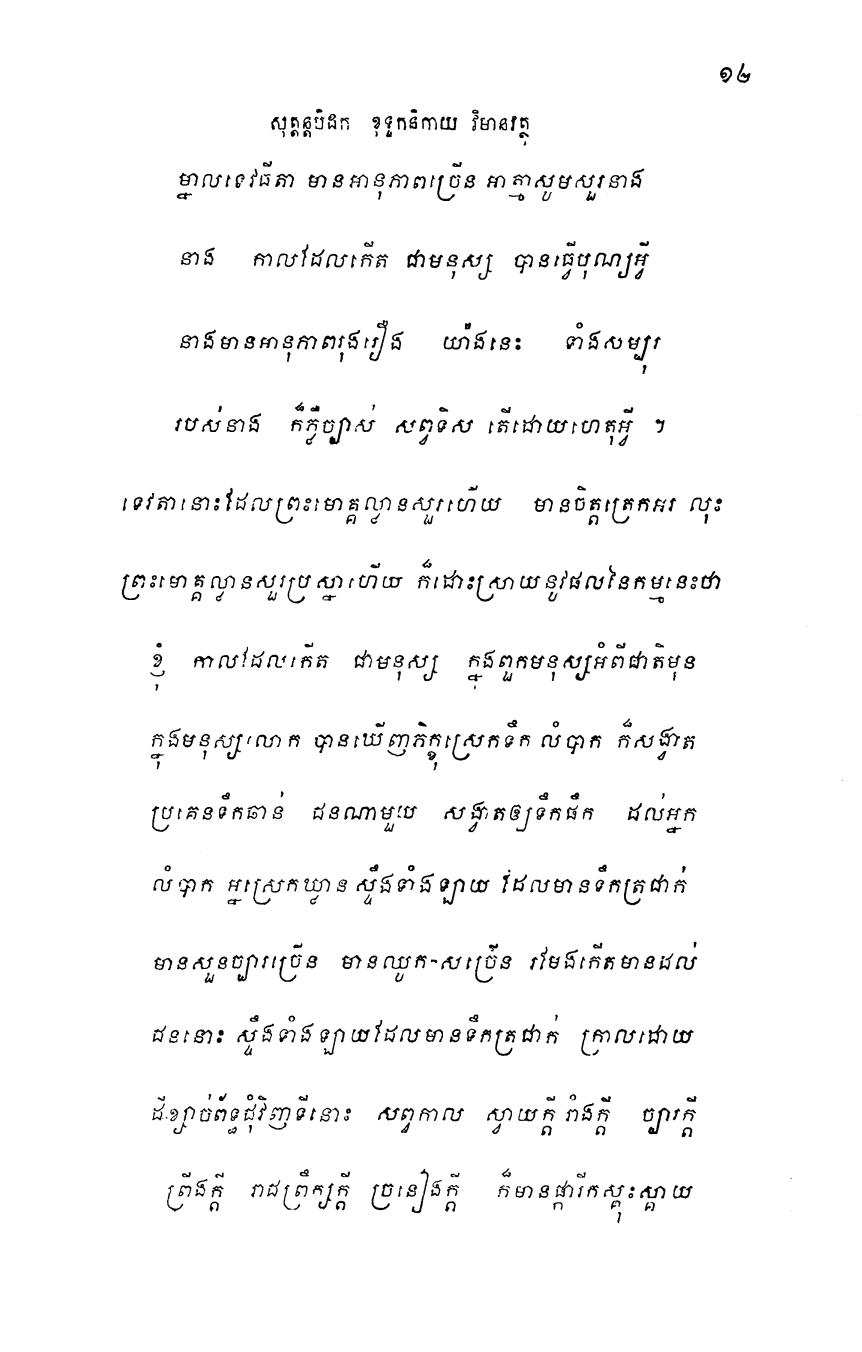 ១២
សុត្តន្តបិដក ខុទ្ទកនិកាយ វិមានវត្ថុ
ម្នាលទេវធីតា មានអានុភាពច្រើន អាត្មាសូមសួរនាង
នាង កាលដែលកើត ជាមនុស្ស បានធ្វើបុណ្យអ្វី
នាងមានអានុភាពរុងរឿង យ៉ាងនេះ ទាំងសម្បុរ
របស់នាង ក៏ភ្លឺច្បាស់ សព្វទិស តើដោយហេតុអ្វី ។
ទេវតានោះដែលព្រះមោគ្គល្លានសួរហើយ មានចិត្តត្រេកអរ លុះ
ព្រះមោគ្គល្លានសួរប្រស្នាហើយ ក៏ដោះស្រាយនូវផលនៃកម្មនេះថា
ខ្ញុំ កាលដែលកើត ជាមនុស្ស ក្នុងពួកមនុស្សអំពីជាតិមុន
ក្នុងមនុស្សលោក បានឃើញភិក្ខុស្រេកទឹក លំបាក ក៏សង្វាត
ប្រគេនទឹកឆាន់ ជនណាមួយ សង្វាតឲ្យទឹកផឹក ដល់អ្នក
លំបាក អ្នកស្រេកឃ្លាន ស្ទឹងទាំងឡាយ ដែលមានទឹកត្រជាក់
មានសួនច្បារច្រើន មានឈូក-សច្រើន រមែងកើតមានដល់
ជននោះ ស្ទឹងទាំងឡាយដែលមានទឹកត្រជាក់ ក្រាលដោយ
ដីខ្សាច់ព័ទ្ធជុំវិញទីនោះ សព្វកាល ស្វាយក្តី រាំងក្តី ច្បារក្តី
ព្រីងក្តី រាជព្រឹក្សក្តី ច្រនៀងក្តី ក៏មានផ្ការីកស្គុះស្គាយ